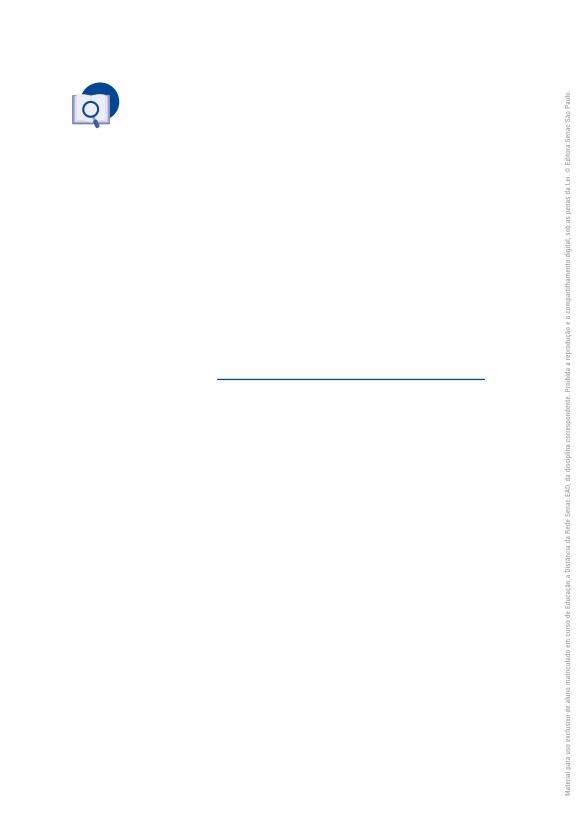 Material para uso exclusivo de aluno matriculado em curso de Educação a Distância da Rede Senac EAD, da disciplina correspondente. Proibida a reprodução e o compartilhamento digital, sob as penas da Lei. © Editora Senac São Paulo.